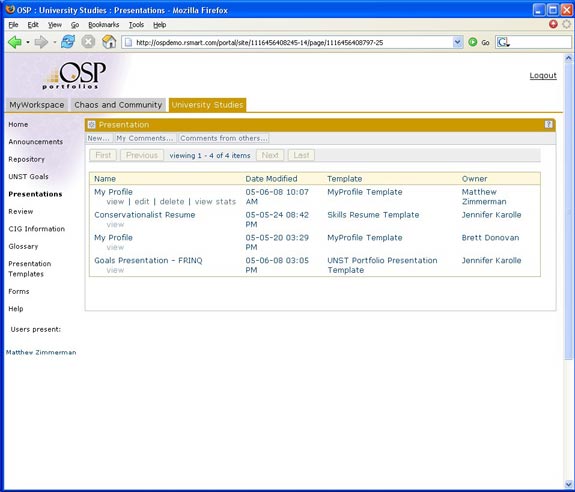 OSP : University Studies : Presentations - Mozilla Firefox
File Edit View Go Bookmarks Tools Help
http://ospdemo.rsmart.com/portal/site/1116456408245-14/page/1116456408797-25
Go
G
OSP
portfolios
Logout
MyWorkspace Chaos and Community University Studies
Home
Announcements
Repository
UNST Goals
Presentations
Review
CIG Information
Glossary
Presentation
Templates
Forms
Help
Users present:
Matthew Zimmerman
Presentation ?
New... My Comments... Comments from others...
First Previous viewing 1 - 4 of 4 items Next Last
Name Date Modified Template Owner
My Profile 05-06-08 10:07 MyProfile Template Matthew
view | edit | delete | view stats AM Zimmerman
Conservationalist Resume 05-05-24 08:42 Skills Resume Template Jennifer Karolle
view PM
My Profile 05-05-20 03:29 MyProfile Template Brett Donovan
view PM
Goals Presentation - FRINQ 05-06-08 03:05 UNST Portfolio Presentation Jennifer Karolle
view PM Template